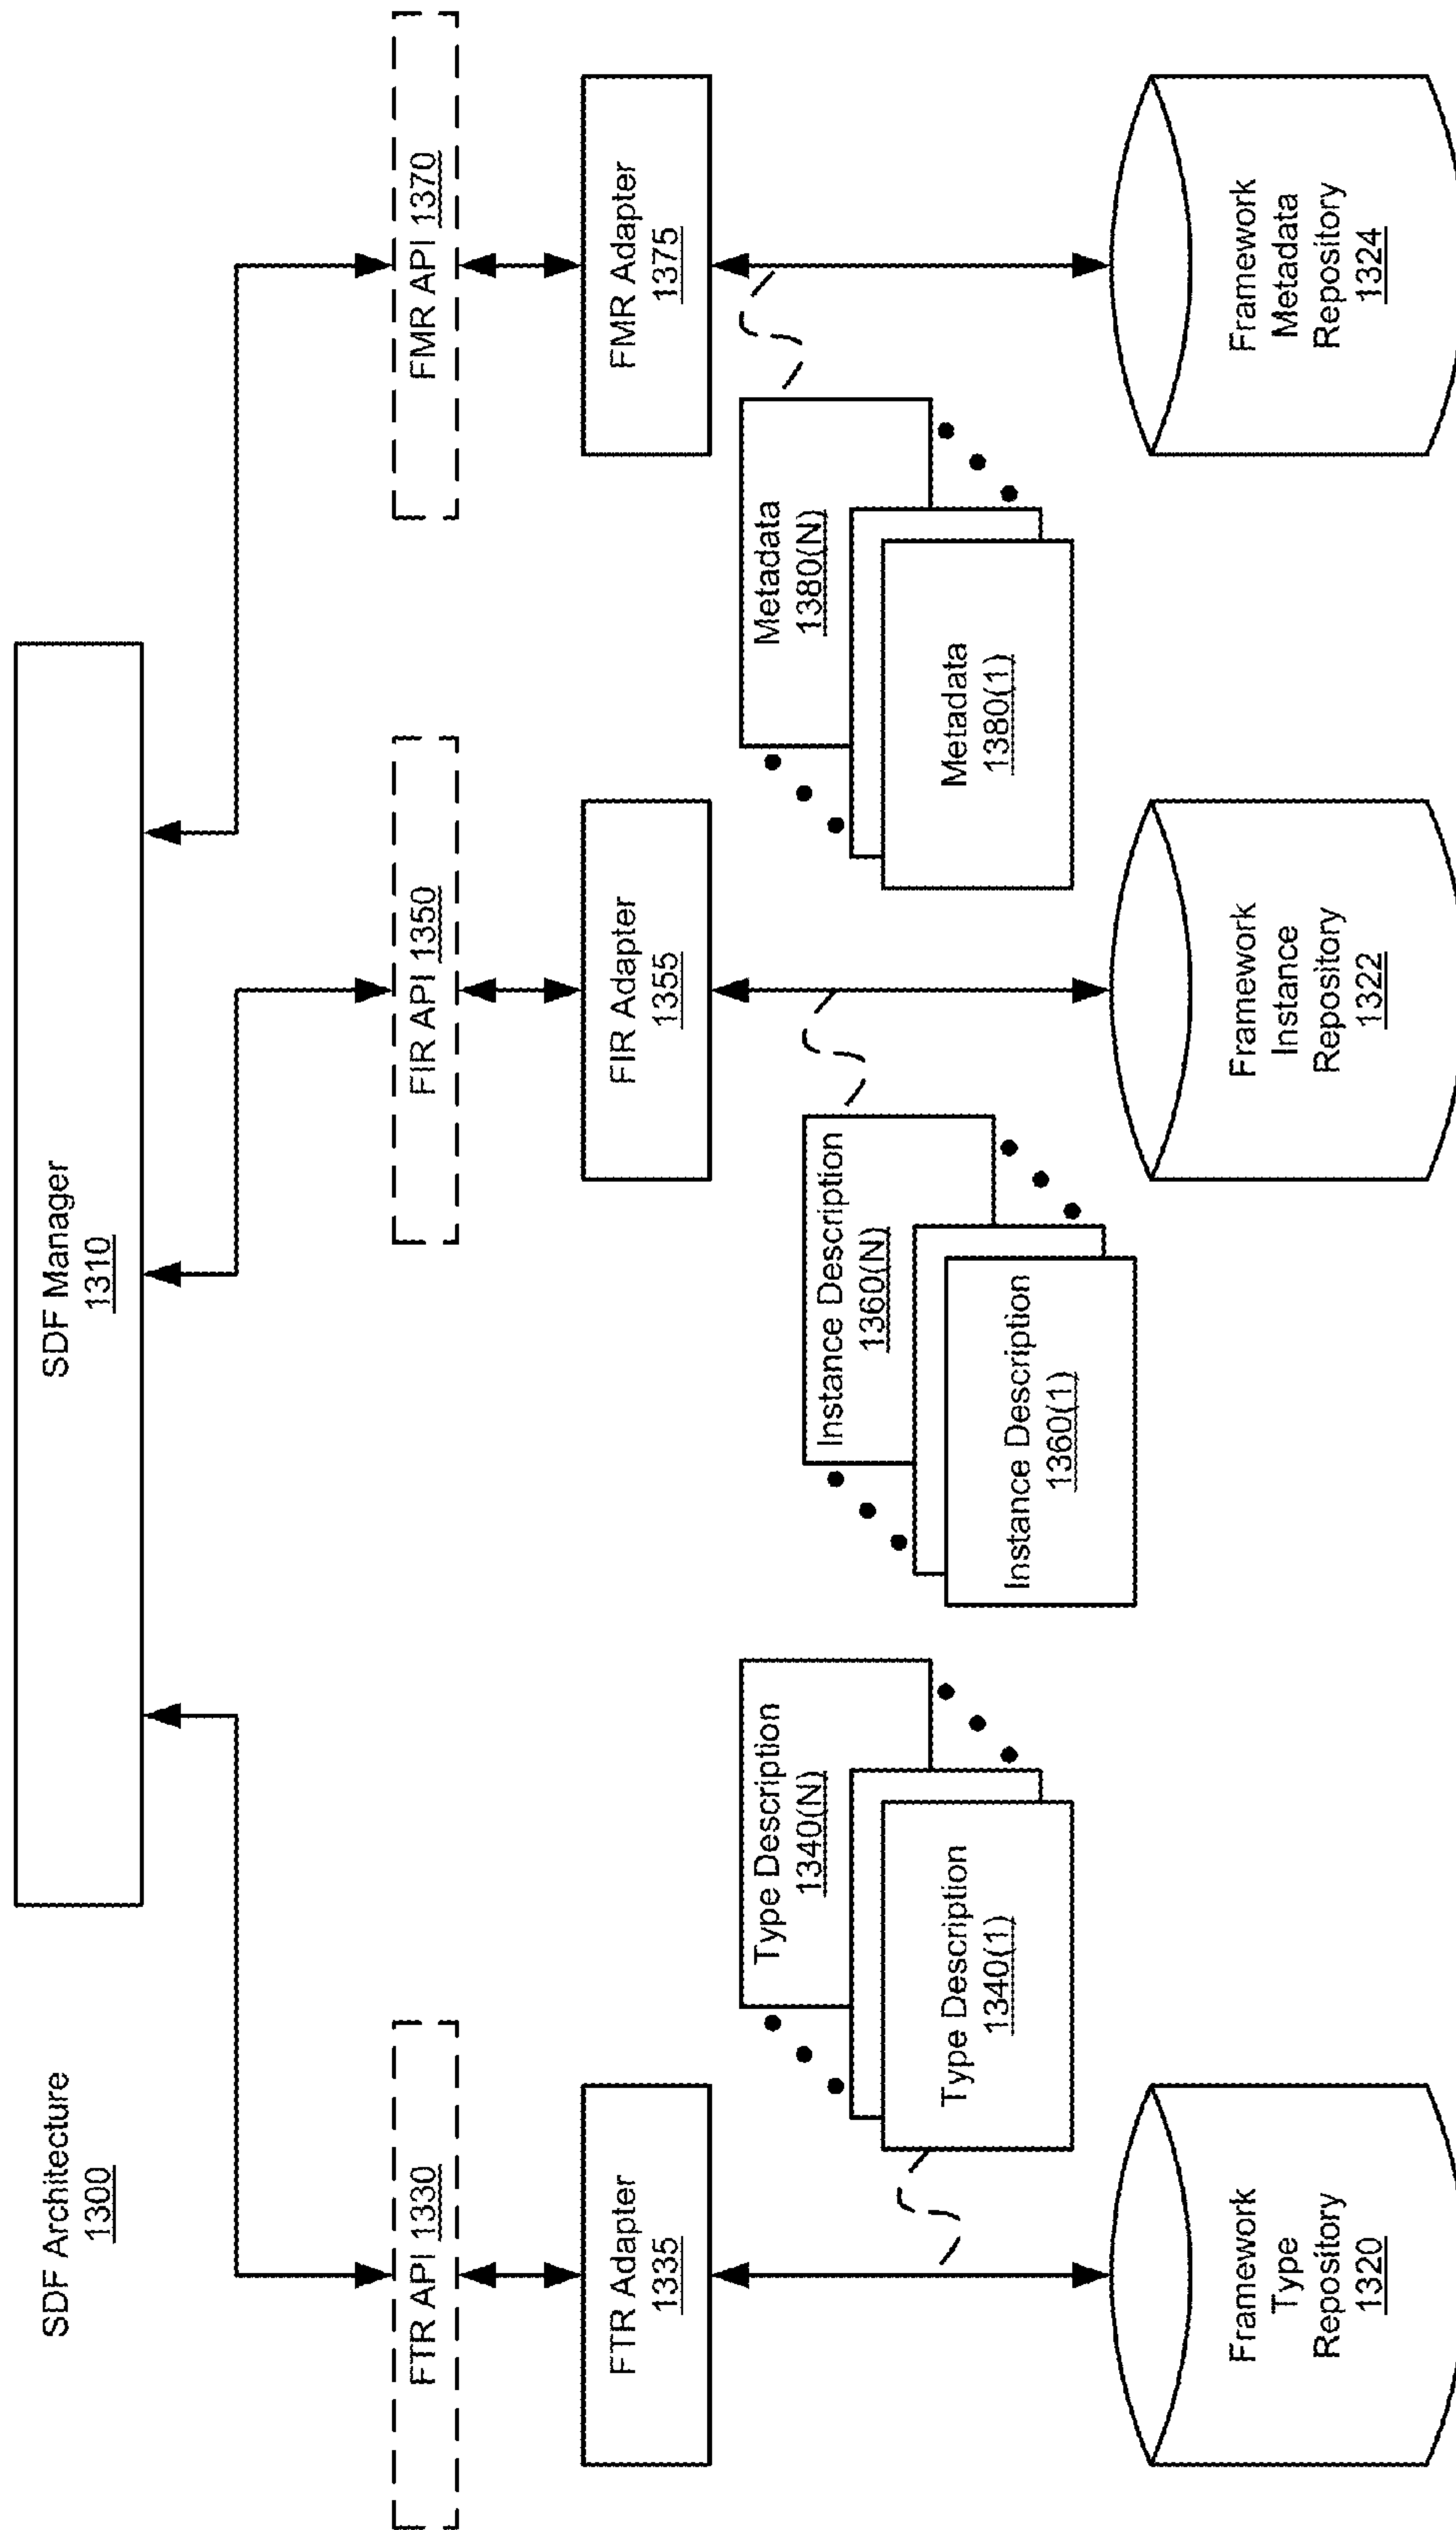 SDF Architecture
1300
SDF Manager
1310
FTR API 1330
FIR API 1350
FMR API 1370
FTR Adapter
1335
FIR Adapter
1355
FMR Adapter
1375
Type Description
1340(N)
Type Description
1340(1)
Instance Description
1360(N)
Instance Description
1360(1)
Metadata
1380(N)
Metadata
1380(1)
Framework
Type
Repository
1320
Framework
Instance
Repository
1322
Framework
Metadata
Repository
1324